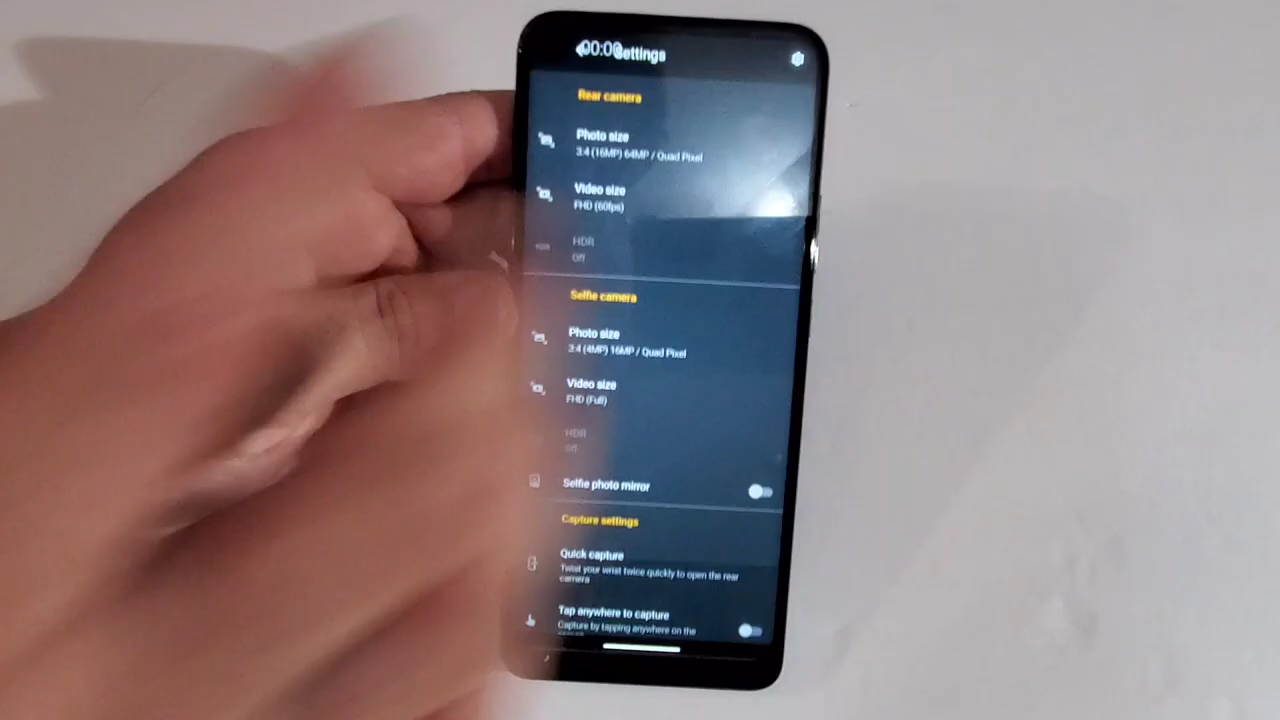 00:00
Settings
Rear camera
Photo size
3:4 (16MP) 64MP / Quad Pixel
Video size
FHD (60fps)
HDR
Off
Selfie camera
Photo size
3:4 (4MP) 16MP / Quad Pixel
Video size
FHD (Full)
HDR
Off
Selfie photo mirror
Capture settings
Quick capture
Twist your wrist twice quickly to open the rear
camera
Tap anywhere to capture
Capture by tapping anywhere on the